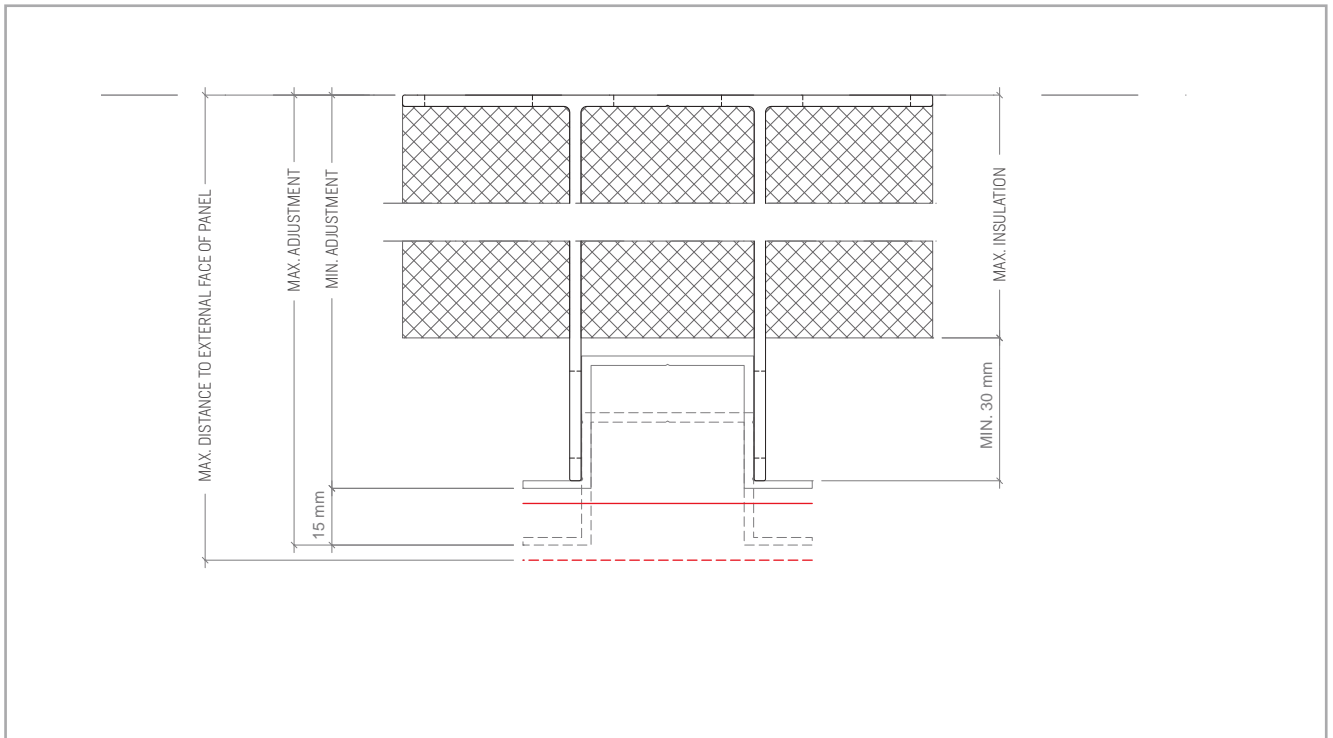 MAX. DISTANCE TO EXTERNAL FACE OF PANEL
MAX. ADJUSTMENT
MIN. ADJUSTMENT
15 mm
MAX. INSULATION
MIN. 30 mm